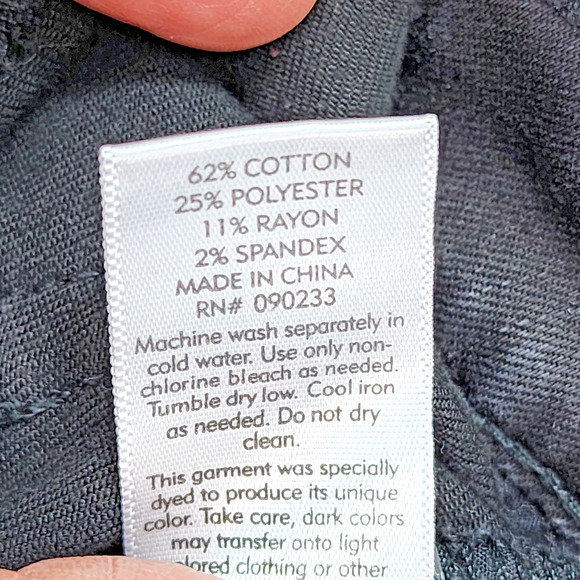 62% COTTON
25% POLYESTER
11% RAYON
2% SPANDEX
MADE IN CHINA
RN# 090233
Machine wash separately in
cold water. Use only non-
chlorine bleach as needed.
Tumble dry low. Cool iron
as needed. Do not dry
clean.
This garment was specially
dyed to produce its unique
color. Take care, dark colors
may transfer onto light
clothing or other